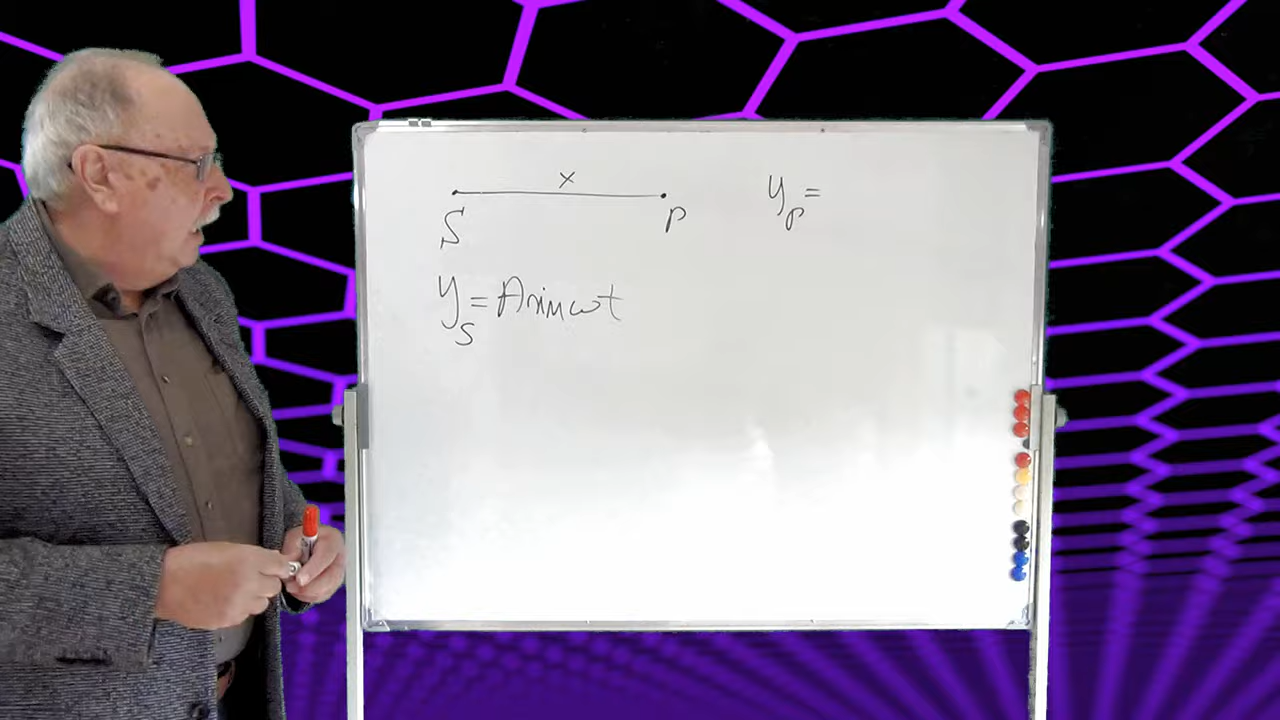 x
S P
y_P =
y_S = A sin ωt